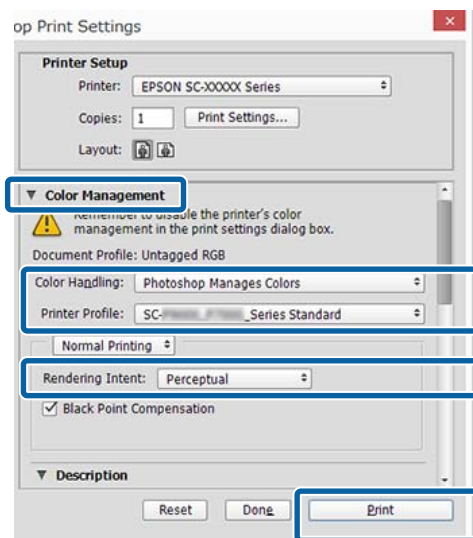 op Print Settings
Printer Setup
Printer: EPSON SC-XXXXX Series
Copies: 1 Print Settings...
Layout:
Color Management
Remember to disable the printer's color
management in the print settings dialog box.
Document Profile: Untagged RGB
Color Handling: Photoshop Manages Colors
Printer Profile: SC- _Series Standard
Normal Printing
Rendering Intent: Perceptual
Black Point Compensation
Description
Reset Done Print